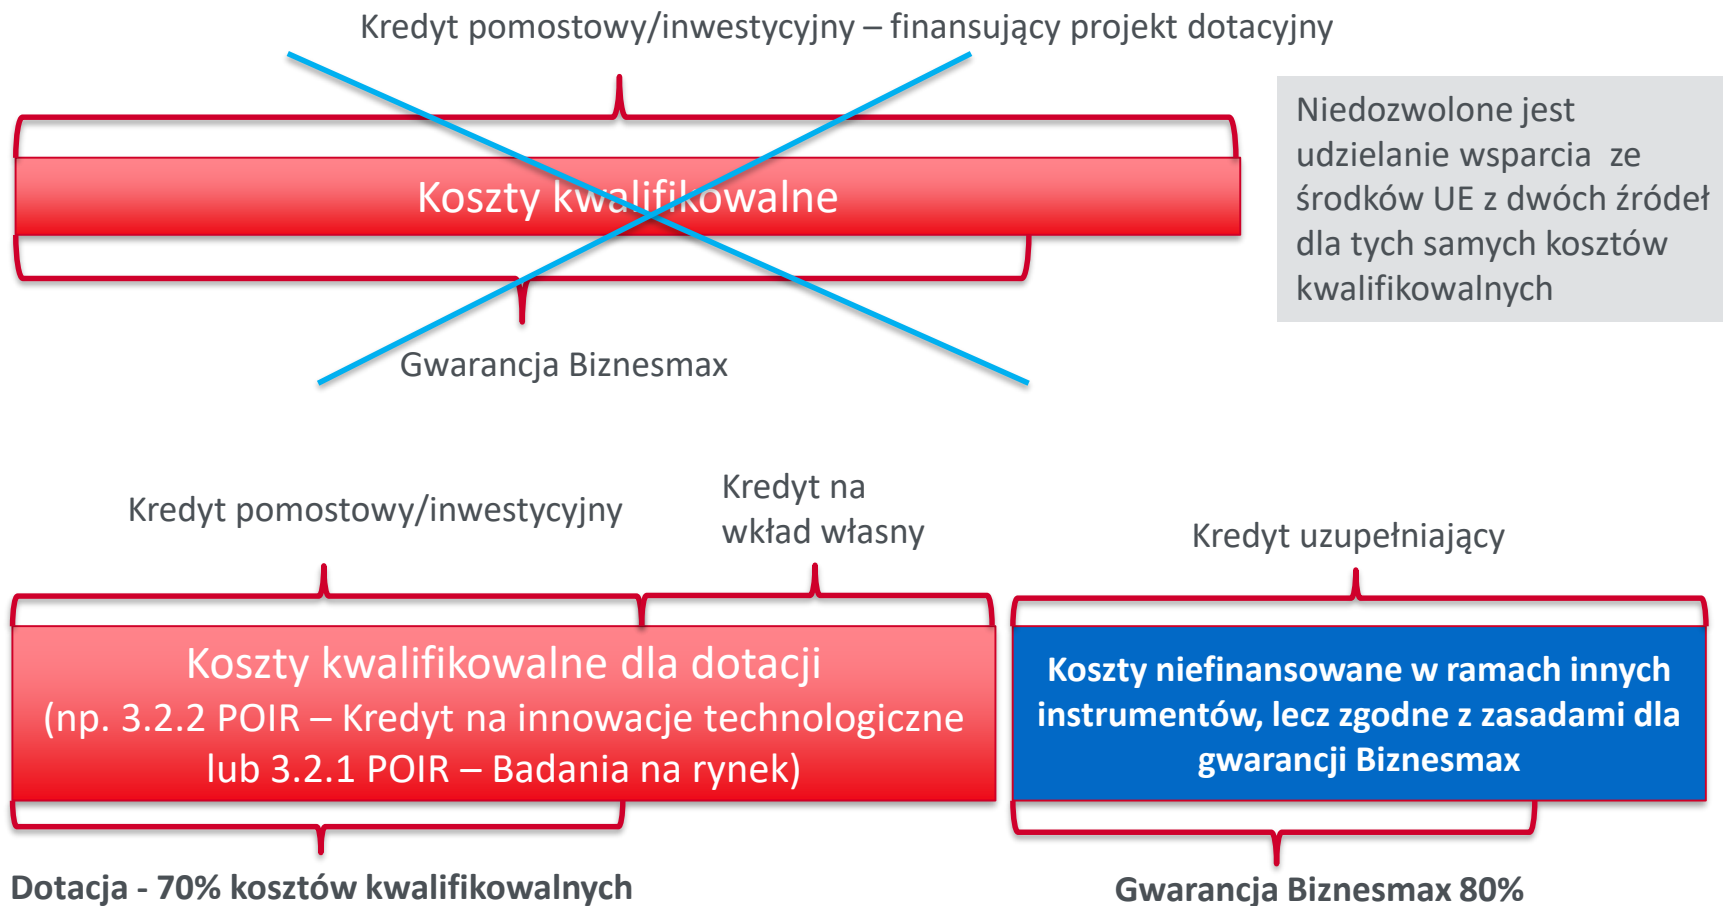 Kredyt pomostowy/inwestycyjny – finansujący projekt dotacyjny
Koszty kwalifikowalne
Gwarancja Biznesmax
Niedozwolone jest
udzielanie wsparcia ze
środków UE z dwóch źródeł
dla tych samych kosztów
kwalifikowalnych
Kredyt pomostowy/inwestycyjny
Kredyt na
wkład własny
Kredyt uzupełniający
Koszty kwalifikowalne dla dotacji
(np. 3.2.2 POIR – Kredyt na innowacje technologiczne
lub 3.2.1 POIR – Badania na rynek)
Koszty niefinansowane w ramach innych
instrumentów, lecz zgodne z zasadami dla
gwarancji Biznesmax
Dotacja - 70% kosztów kwalifikowalnych
Gwarancja Biznesmax 80%